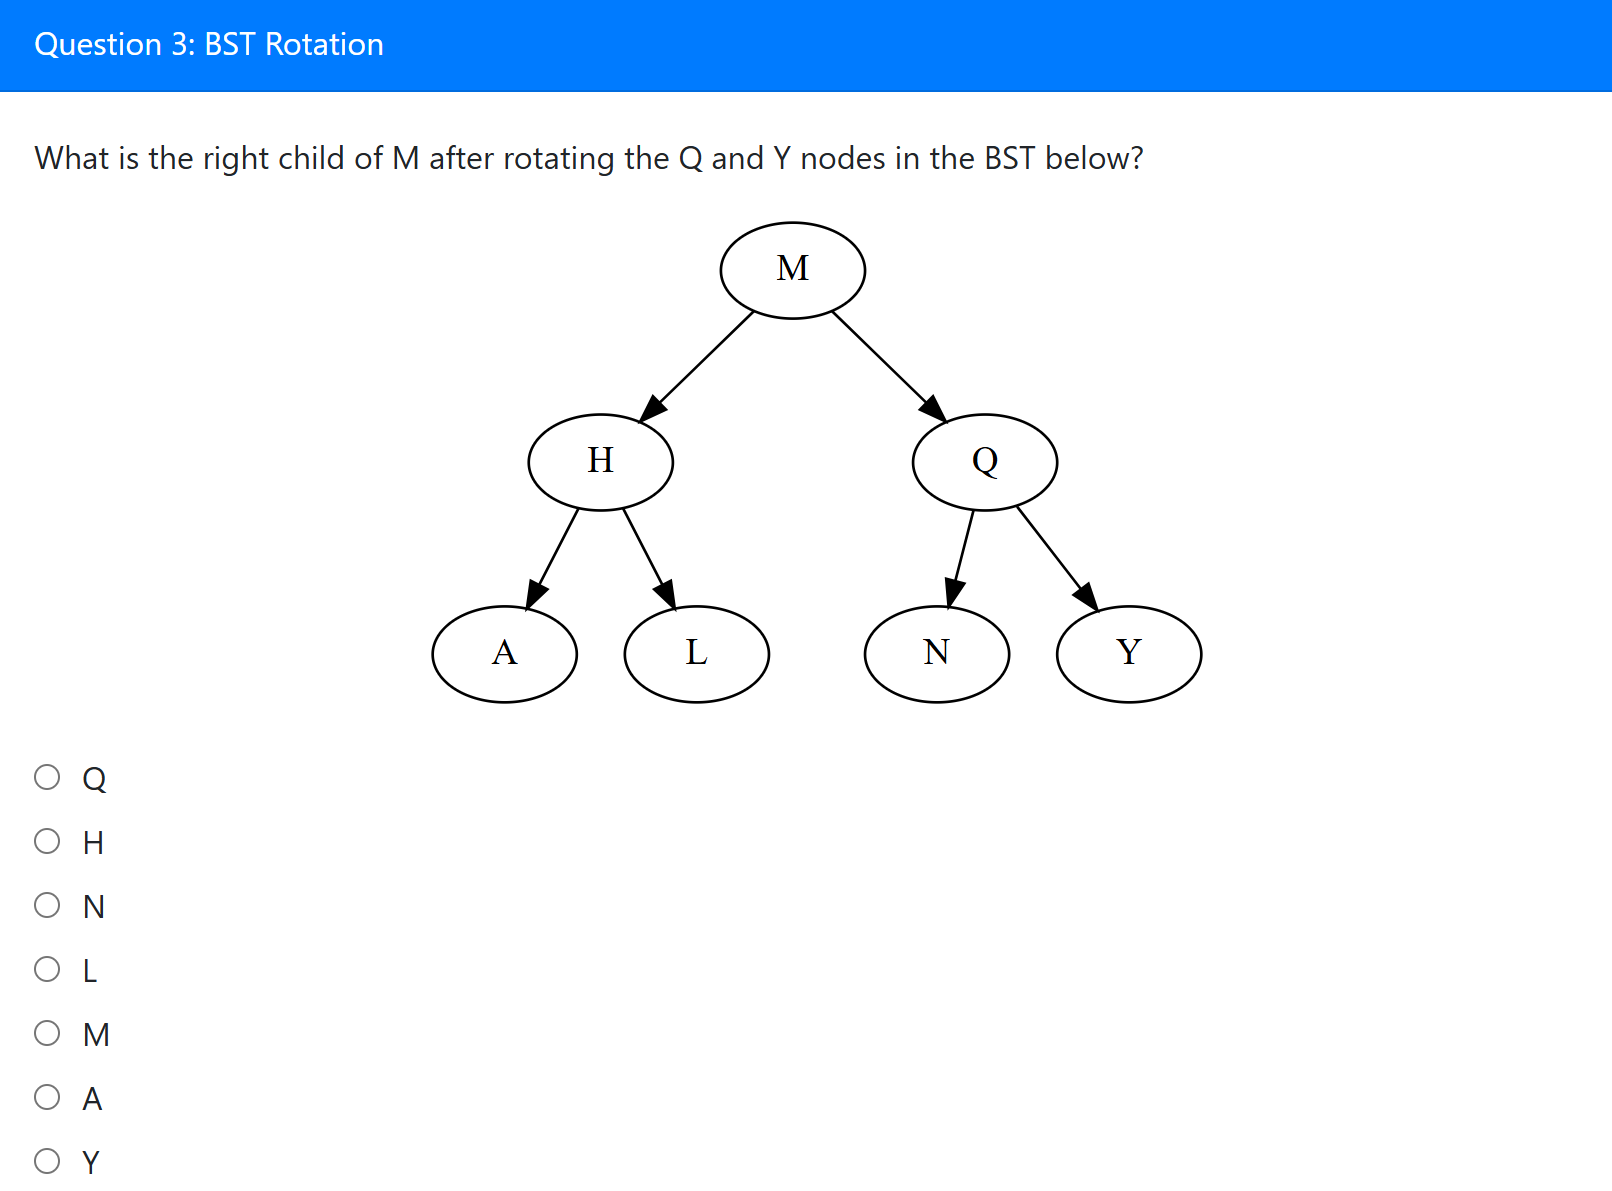 Question 3: BST Rotation
What is the right child of M after rotating the Q and Y nodes in the BST below?
M
H
Q
A
L
N
Y
Q
H
N
L
M
A
Y